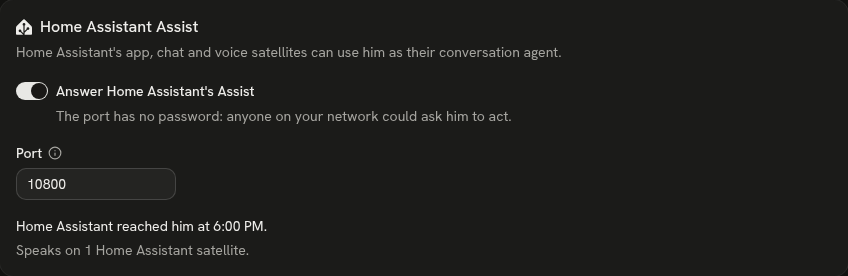 Home Assistant Assist
Home Assistant's app, chat and voice satellites can use him as their conversation agent.
Answer Home Assistant's Assist
The port has no password: anyone on your network could ask him to act.
Port
10800
Home Assistant reached him at 6:00 PM.
Speaks on 1 Home Assistant satellite.